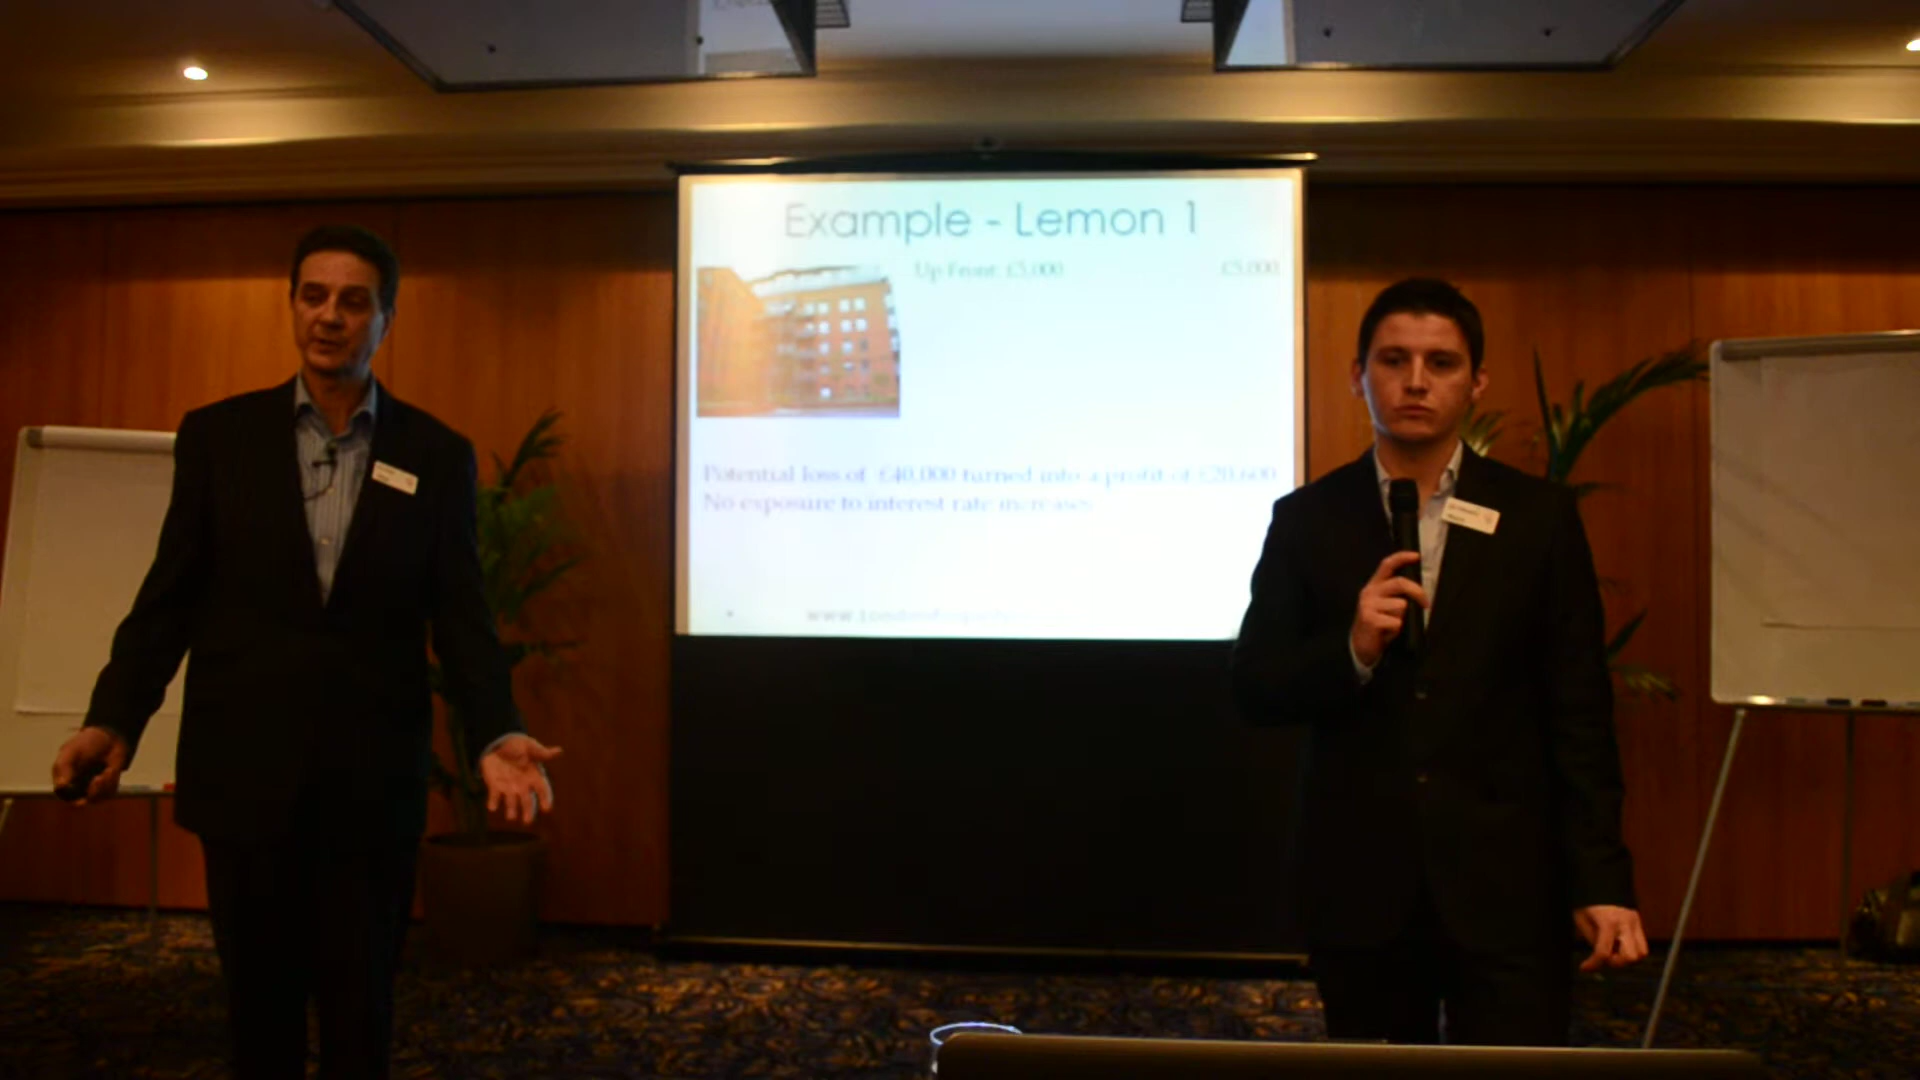 Example - Lemon 1
Up Front: £5,000 £5,000
Potential loss of £40,000 turned into a profit of £20,600
No exposure to interest rate increases